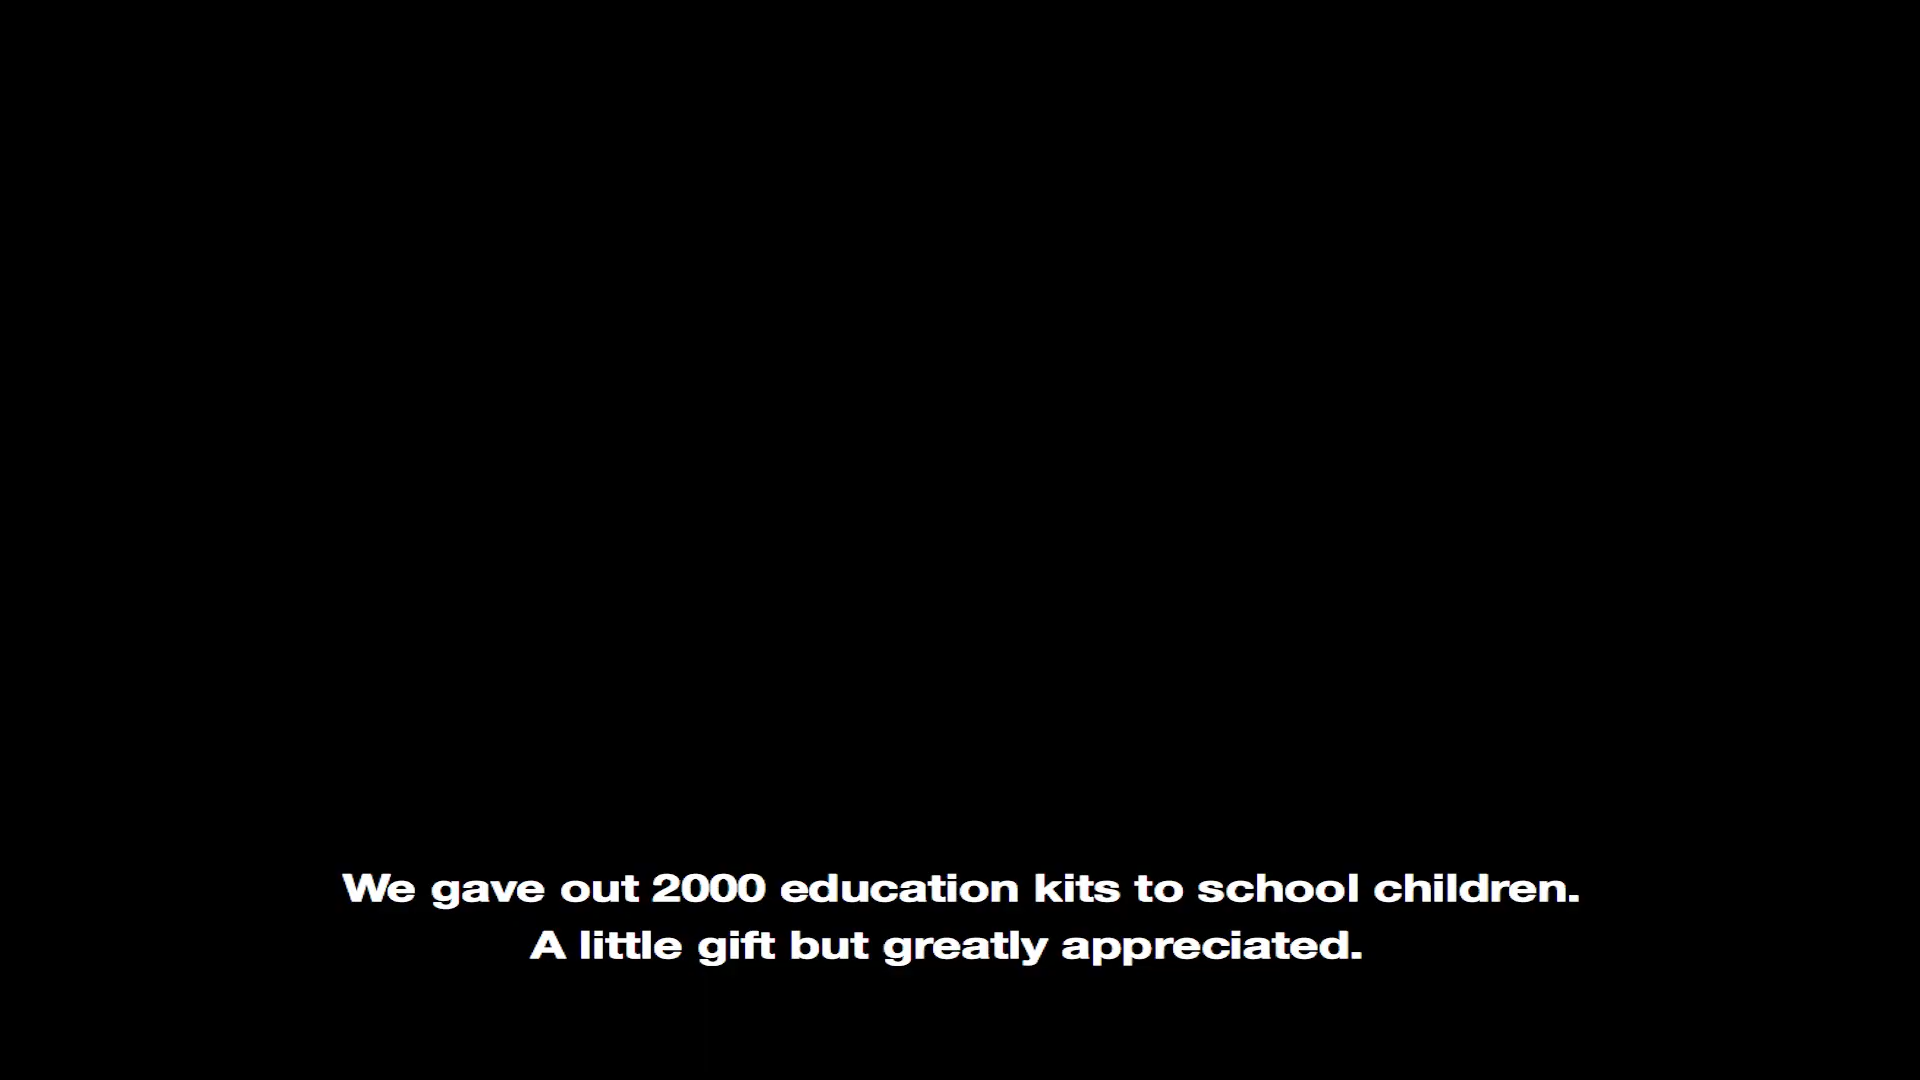 We gave out 2000 education kits to school children.
A little gift but greatly appreciated.